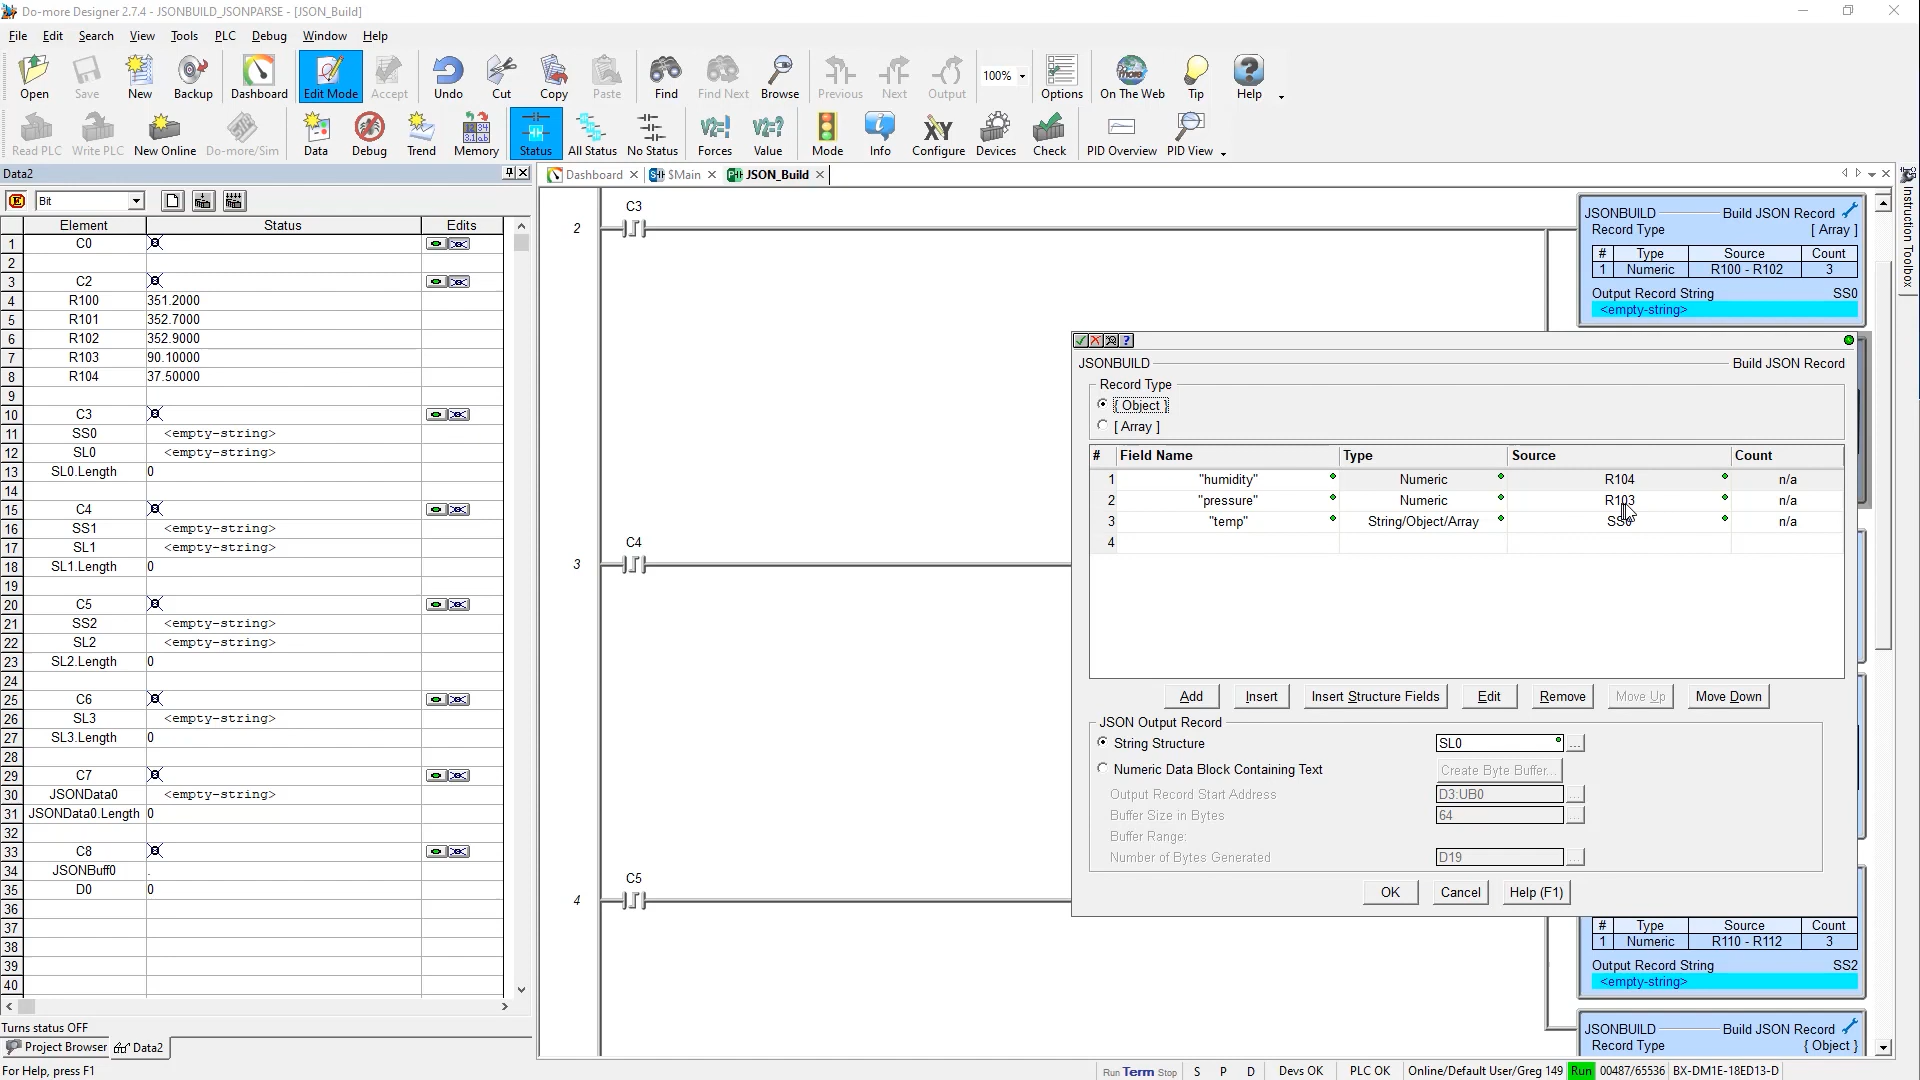 Do-more Designer 2.7.4 - JSONBUILD_JSONPARSE - [JSON_Build]
File Edit Search View Tools PLC Debug Window Help
Open Save New Backup Dashboard Edit Mode Accept Undo Cut Copy Paste Find Find Next Browse Previous Next Output 100% Options On The Web Tip Help
Read PLC Write PLC New Online Do-more/Sim Data Debug Trend Memory Status All Status No Status Forces Value Mode Info Configure Devices Check PID Overview PID View
Data2
Bit
Element Status Edits
1 C0
2
3 C2
4 R100 351.2000
5 R101 352.7000
6 R102 352.9000
7 R103 90.10000
8 R104 37.50000
9
10 C3
11 SS0 <empty-string>
12 SL0 <empty-string>
13 SL0.Length 0
14
15 C4
16 SS1 <empty-string>
17 SL1 <empty-string>
18 SL1.Length 0
19
20 C5
21 SS2 <empty-string>
22 SL2 <empty-string>
23 SL2.Length 0
24
25 C6
26 SL3 <empty-string>
27 SL3.Length 0
28
29 C7
30 JSONData0 <empty-string>
31 JSONData0.Length 0
32
33 C8
34 JSONBuff0 .
35 D0 0
36
37
38
39
40
Turns status OFF
Project Browser Data2
For Help, press F1
Dashboard $Main JSON_Build
2 C3
3 C4
4 C5
JSONBUILD Build JSON Record
Record Type [ Array ]
# Type Source Count
1 Numeric R100 - R102 3
Output Record String SS0
<empty-string>
JSONBUILD Build JSON Record
Record Type
{ Object }
[ Array ]
# Field Name Type Source Count
1 "humidity" Numeric R104 n/a
2 "pressure" Numeric R103 n/a
3 "temp" String/Object/Array SS0 n/a
4
Add Insert Insert Structure Fields Edit Remove Move Up Move Down
JSON Output Record
String Structure SL0 ...
Numeric Data Block Containing Text Create Byte Buffer...
Output Record Start Address D3:UB0 ...
Buffer Size in Bytes 64 ...
Buffer Range:
Number of Bytes Generated D19 ...
OK Cancel Help (F1)
# Type Source Count
1 Numeric R110 - R112 3
Output Record String SS2
<empty-string>
JSONBUILD Build JSON Record
Record Type { Object }
Instruction Toolbox
Run Term Stop S P D Devs OK PLC OK Online/Default User/Greg 149 Run 00487/65536 BX-DM1E-18ED13-D